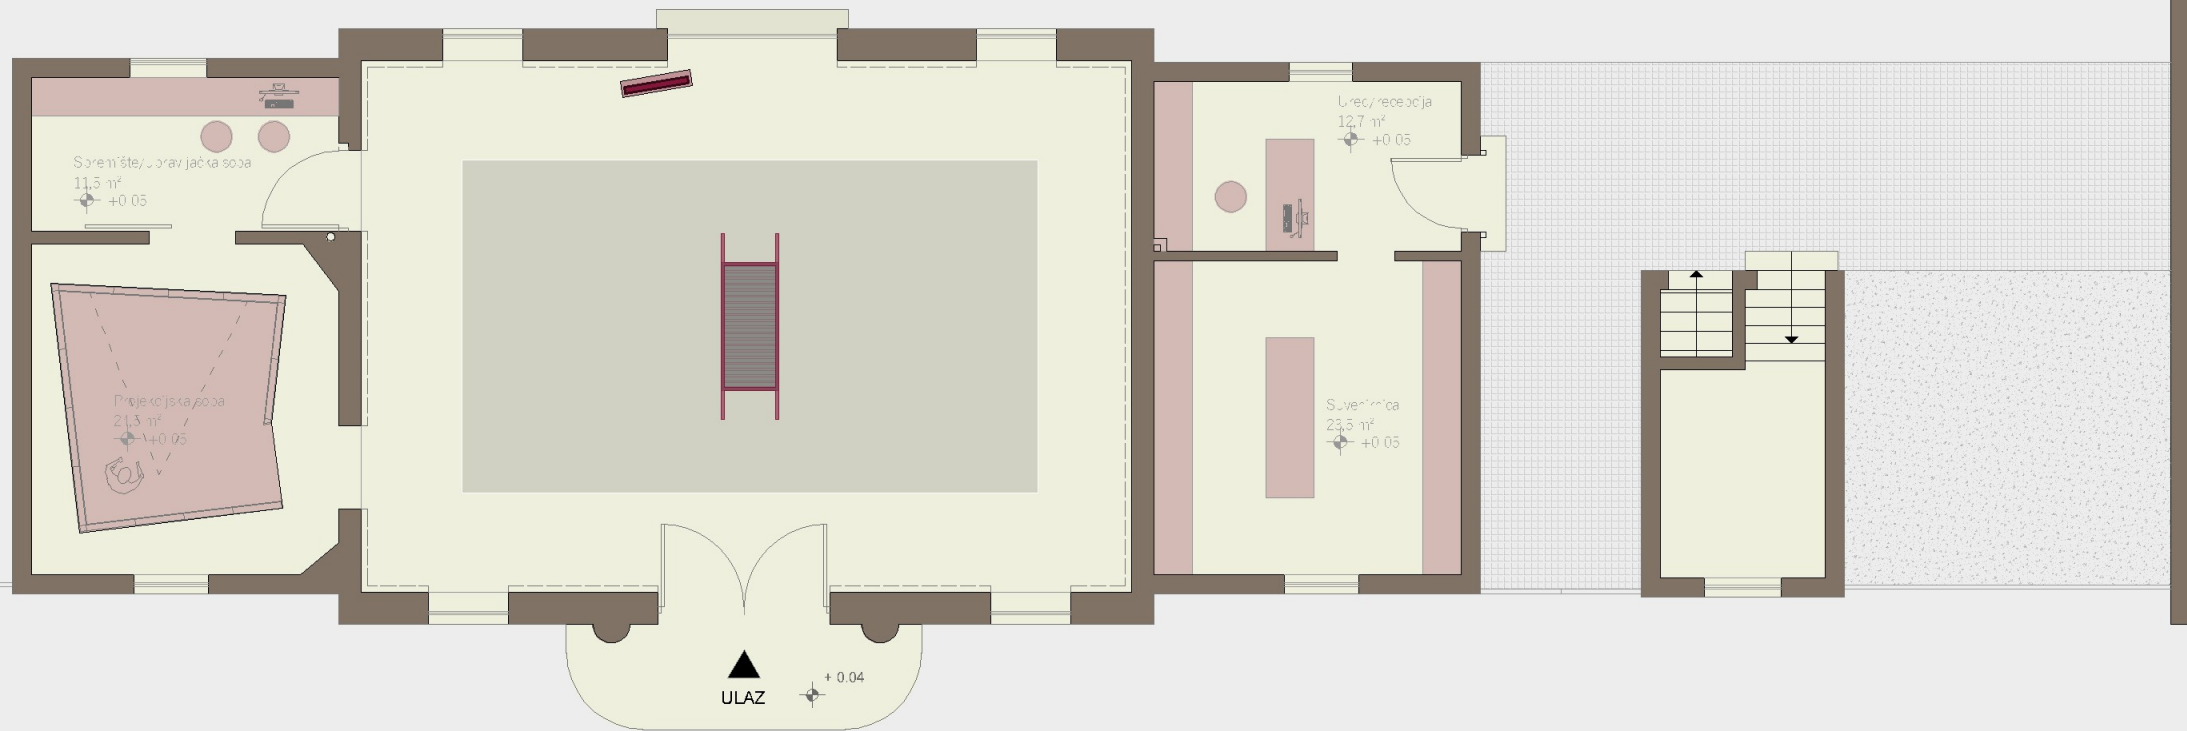 Spremište/upravljačka soba
11,5 m²
+0.05
Ured/recepcija
12,7 m²
+0.05
Projekcijska soba
21,5 m²
+0.05
Suvenirnica
23,5 m²
+0.05
ULAZ
+ 0.04